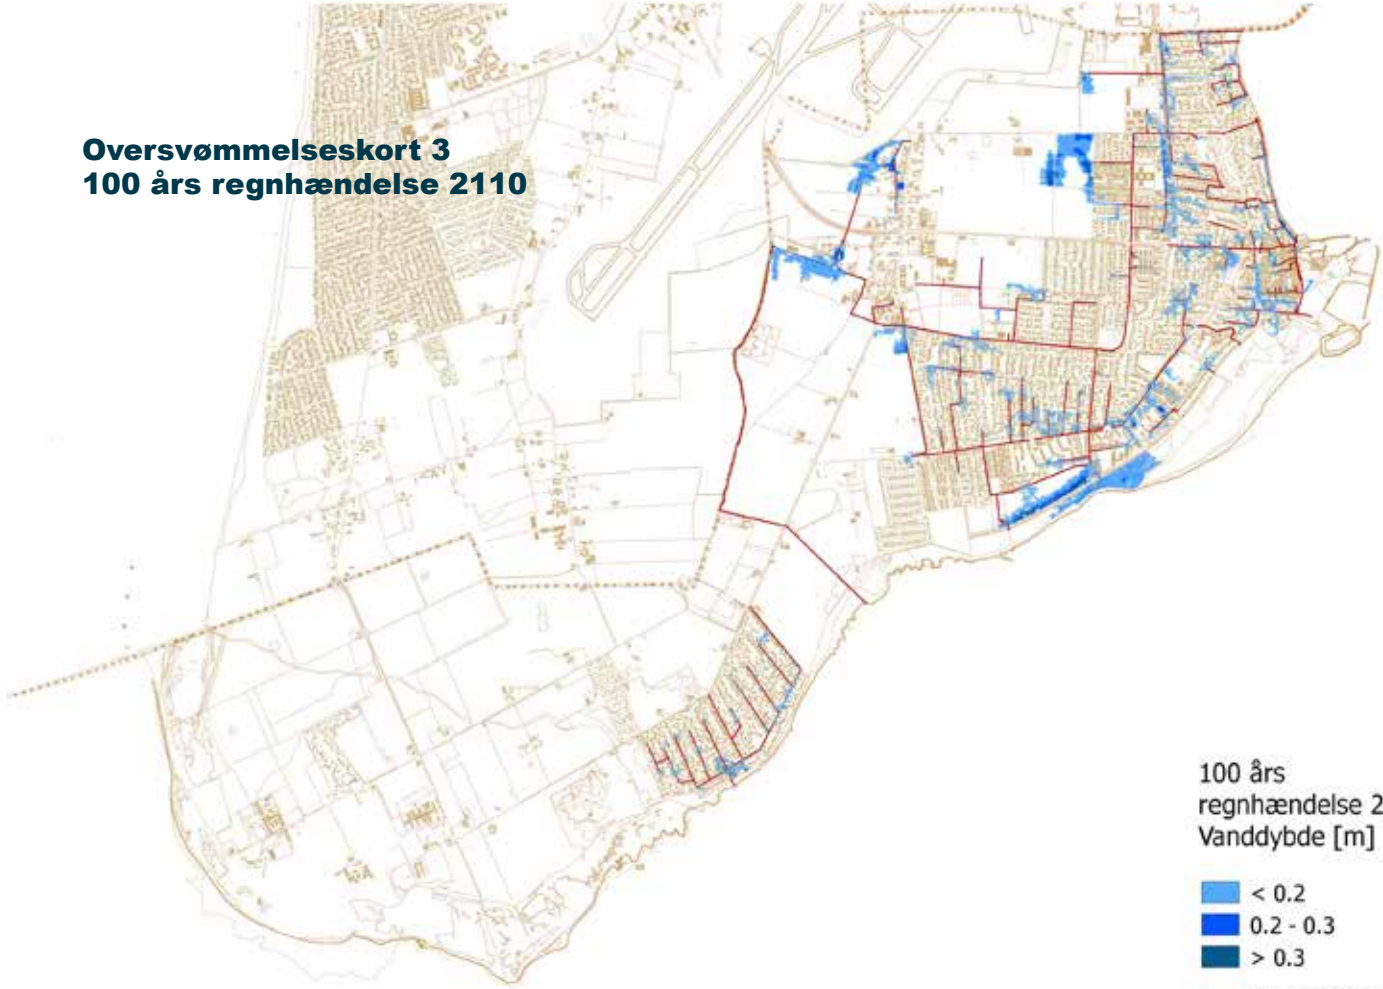 Oversvømmelseskort 3
100 års regnhændelse 2110
100 års
regnhændelse 2
Vanddybde [m]
< 0.2
0.2 - 0.3
> 0.3